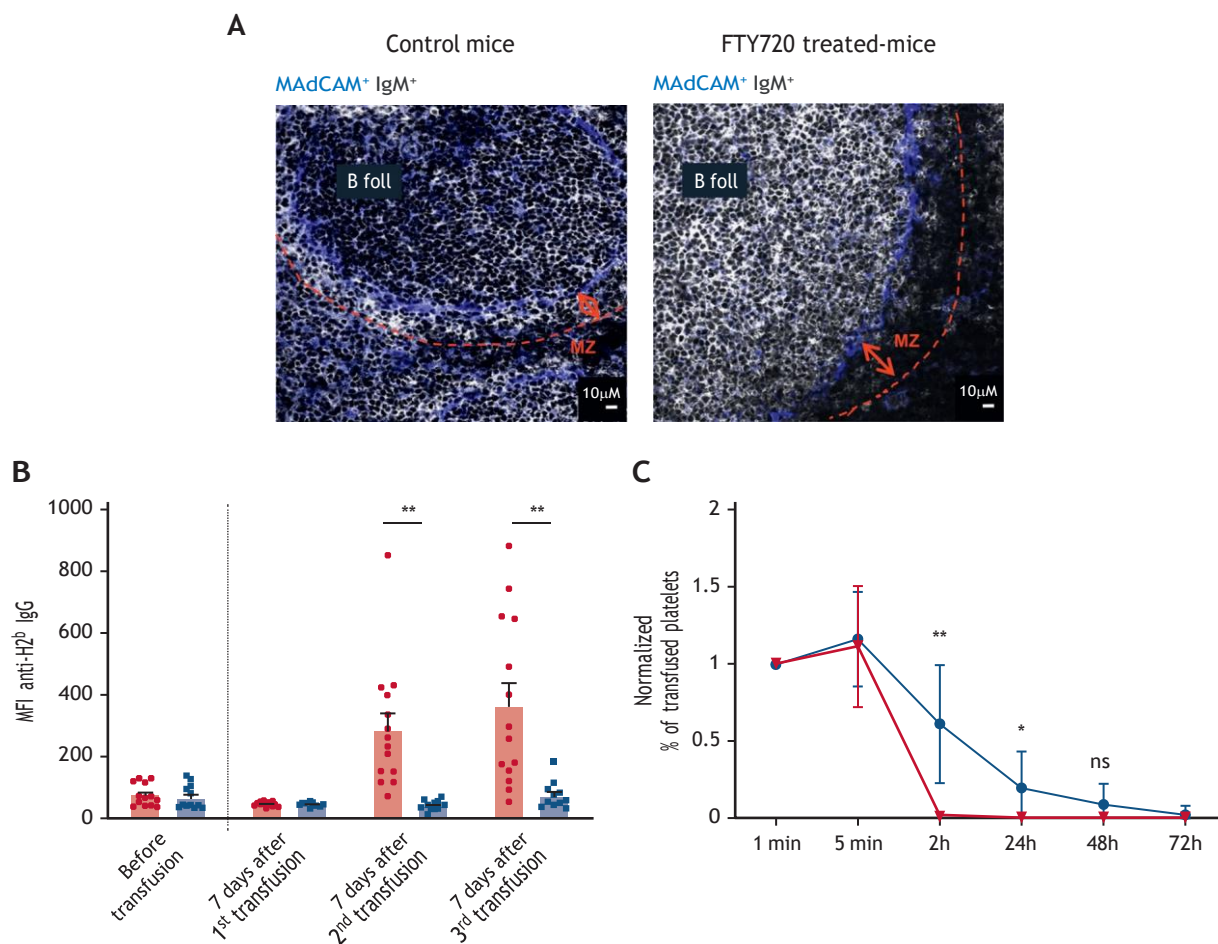 A
Control mice
FTY720 treated-mice
MAdCAM⁺ IgM⁺
MAdCAM⁺ IgM⁺
B foll
MZ
10μM
B foll
MZ
10μM
B
MFI anti-H2ᵇ IgG
1000
800
600
400
200
0
**
**
Before
transfusion
7 days after
1ˢᵗ transfusion
7 days after
2ⁿᵈ transfusion
7 days after
3ʳᵈ transfusion
C
Normalized
% of transfused platelets
2
1.5
1
0.5
0
**
*
ns
1 min
5 min
2h
24h
48h
72h